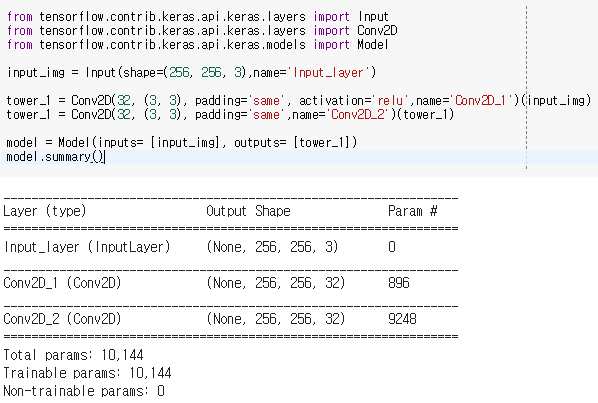 from tensorflow.contrib.keras.api.keras.layers import Input
from tensorflow.contrib.keras.api.keras.layers import Conv2D
from tensorflow.contrib.keras.api.keras.models import Model
input_img = Input(shape=(256, 256, 3),name='Input_layer')
tower_1 = Conv2D(32, (3, 3), padding='same', activation='relu',name='Conv2D_1')(input_img)
tower_1 = Conv2D(32, (3, 3), padding='same',name='Conv2D_2')(tower_1)
model = Model(inputs= [input_img], outputs= [tower_1])
model.summary()
Layer (type) Output Shape Param #
Input_layer (InputLayer) (None, 256, 256, 3) 0
Conv2D_1 (Conv2D) (None, 256, 256, 32) 896
Conv2D_2 (Conv2D) (None, 256, 256, 32) 9248
Total params: 10,144
Trainable params: 10,144
Non-trainable params: 0